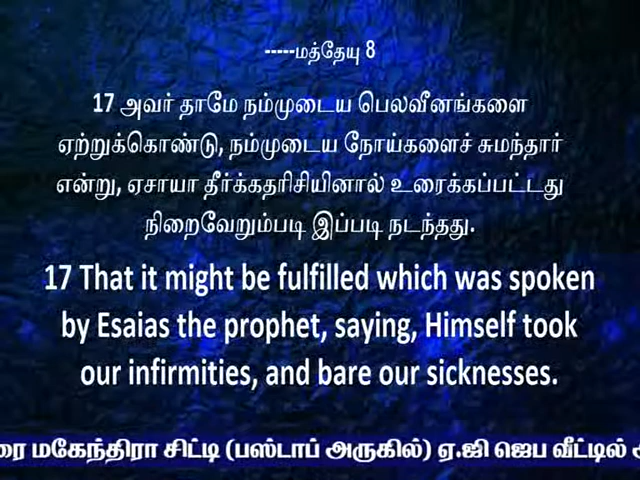 -----மத்தேயு 8
17 அவர் தாமே நம்முடைய பெலவீனங்களை
ஏற்றுக்கொண்டு, நம்முடைய நோய்களைச் சுமந்தார்
என்று, ஏசாயா தீர்க்கதரிசியினால் உரைக்கப்பட்டது
நிறைவேறும்படி இப்படி நடந்தது.
17 That it might be fulfilled which was spoken
by Esaias the prophet, saying, Himself took
our infirmities, and bare our sicknesses.
ரை மகேந்திரா சிட்டி (பஸ்டாப் அருகில்) ஏ.ஜி ஜெப வீட்டில்